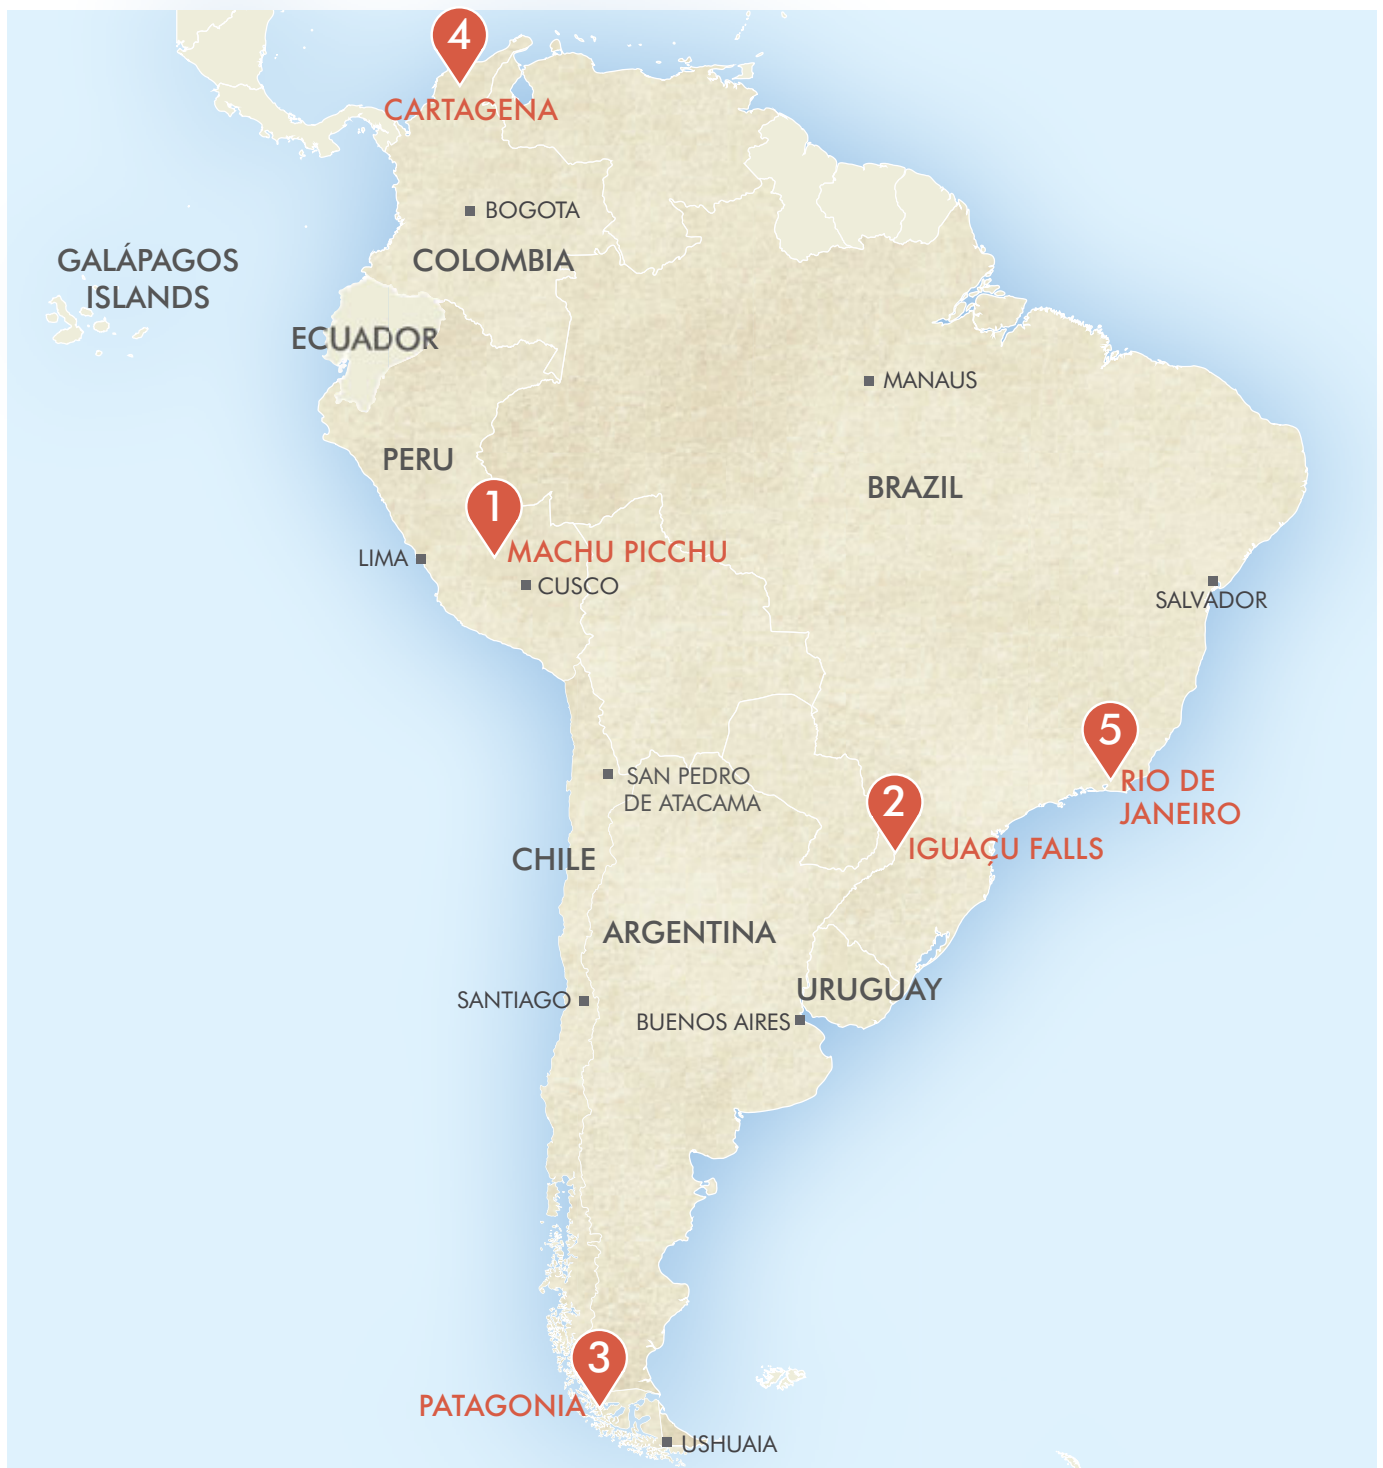 4
CARTAGENA
BOGOTA
GALÁPAGOS
ISLANDS
COLOMBIA
ECUADOR
MANAUS
PERU
BRAZIL
1
MACHU PICCHU
LIMA
CUSCO
SALVADOR
5
RIO DE
JANEIRO
SAN PEDRO
DE ATACAMA
2
IGUAÇU FALLS
CHILE
ARGENTINA
URUGUAY
SANTIAGO
BUENOS AIRES
3
PATAGONIA
USHUAIA